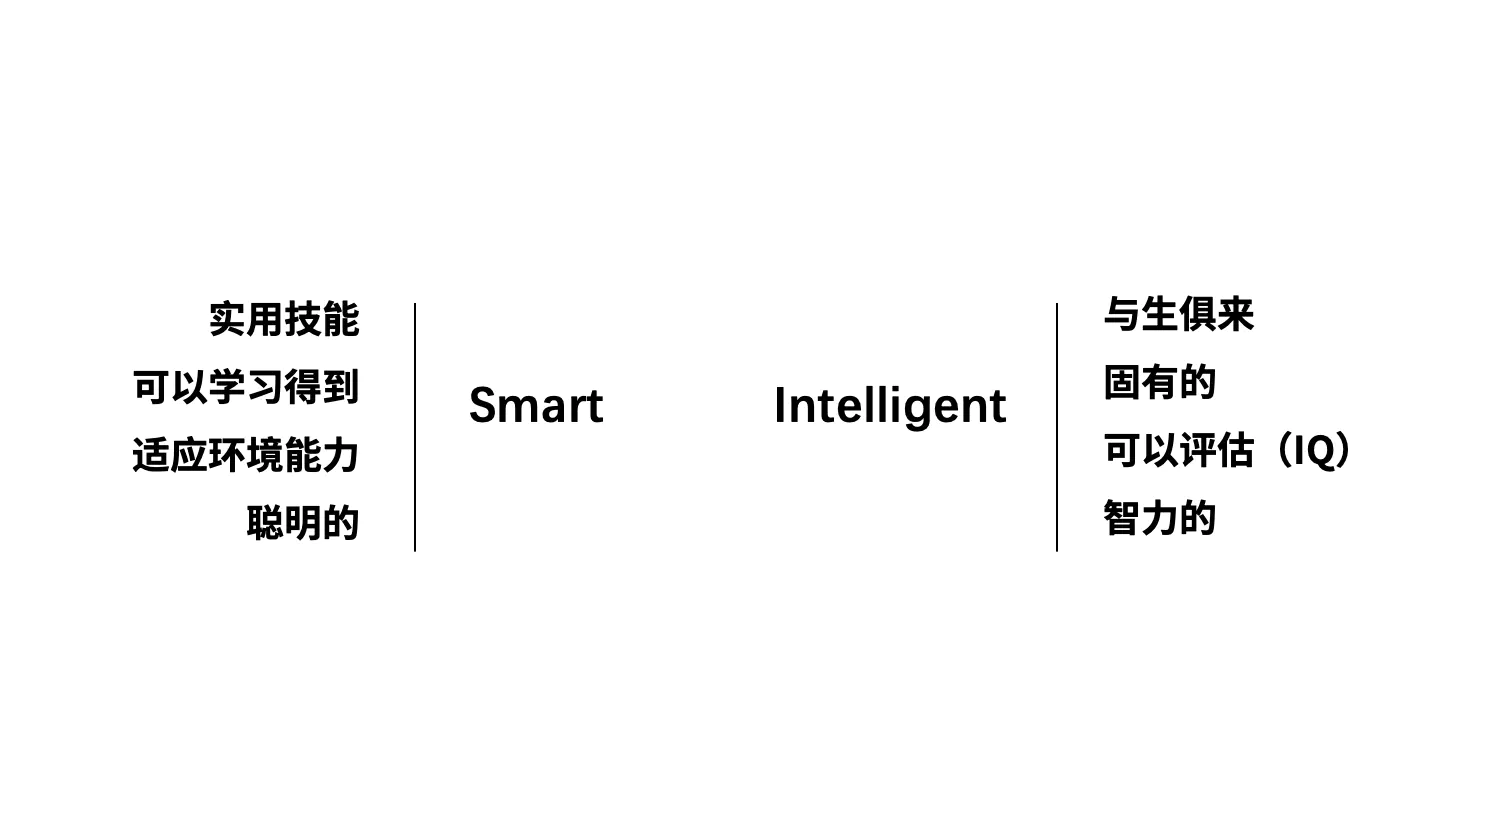 实用技能
可以学习得到
适应环境能力
聪明的
Smart
Intelligent
与生俱来
固有的
可以评估（IQ）
智力的